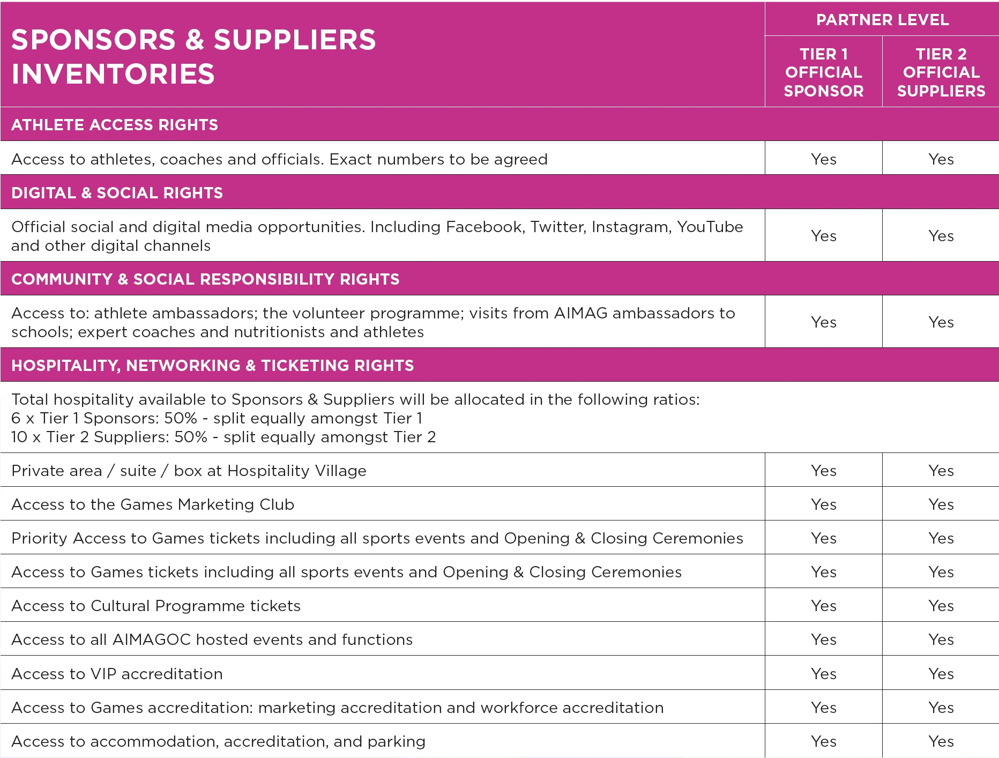 SPONSORS & SUPPLIERS
INVENTORIES
PARTNER LEVEL
TIER 1
OFFICIAL
SPONSOR
TIER 2
OFFICIAL
SUPPLIERS
ATHLETE ACCESS RIGHTS
Access to athletes, coaches and officials. Exact numbers to be agreed Yes Yes
DIGITAL & SOCIAL RIGHTS
Official social and digital media opportunities. Including Facebook, Twitter, Instagram, YouTube
and other digital channels
Yes Yes
COMMUNITY & SOCIAL RESPONSIBILITY RIGHTS
Access to: athlete ambassadors; the volunteer programme; visits from AIMAG ambassadors to
schools; expert coaches and nutritionists and athletes
Yes Yes
HOSPITALITY, NETWORKING & TICKETING RIGHTS
Total hospitality available to Sponsors & Suppliers will be allocated in the following ratios:
6 x Tier 1 Sponsors: 50% - split equally amongst Tier 1
10 x Tier 2 Suppliers: 50% - split equally amongst Tier 2
Private area / suite / box at Hospitality Village Yes Yes
Access to the Games Marketing Club Yes Yes
Priority Access to Games tickets including all sports events and Opening & Closing Ceremonies Yes Yes
Access to Games tickets including all sports events and Opening & Closing Ceremonies Yes Yes
Access to Cultural Programme tickets Yes Yes
Access to all AIMAGOC hosted events and functions Yes Yes
Access to VIP accreditation Yes Yes
Access to Games accreditation: marketing accreditation and workforce accreditation Yes Yes
Access to accommodation, accreditation, and parking Yes Yes